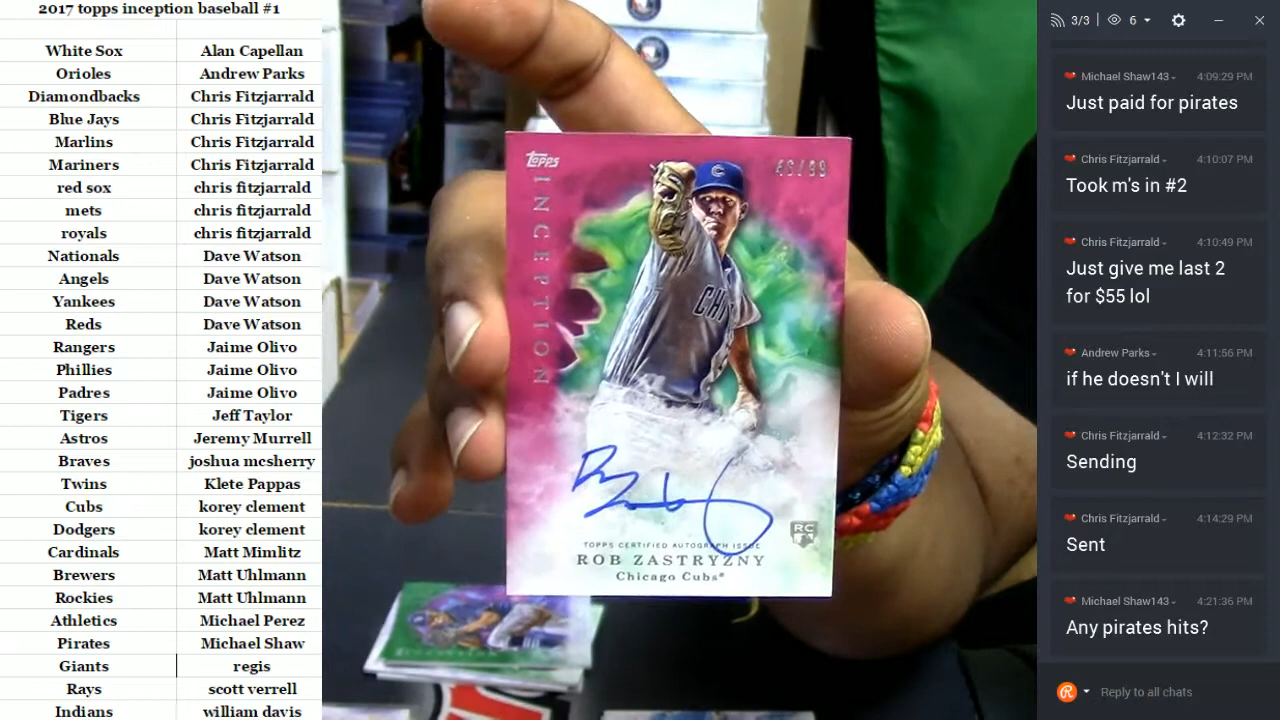 2017 topps inception baseball #1
White Sox Alan Capellan
Orioles Andrew Parks
Diamondbacks Chris Fitzjarrald
Blue Jays Chris Fitzjarrald
Marlins Chris Fitzjarrald
Mariners Chris Fitzjarrald
red sox chris fitzjarrald
mets chris fitzjarrald
royals chris fitzjarrald
Nationals Dave Watson
Angels Dave Watson
Yankees Dave Watson
Reds Dave Watson
Rangers Jaime Olivo
Phillies Jaime Olivo
Padres Jaime Olivo
Tigers Jeff Taylor
Astros Jeremy Murrell
Braves joshua mcsherry
Twins Klete Pappas
Cubs korey clement
Dodgers korey clement
Cardinals Matt Mimlitz
Brewers Matt Uhlmann
Rockies Matt Uhlmann
Athletics Michael Perez
Pirates Michael Shaw
Giants regis
Rays scott verrell
Indians william davis
Topps
INCEPTION
C
CHI
RC
TOPPS CERTIFIED AUTOGRAPH ISSUE
ROB ZASTRYZNY
Chicago Cubs®
3/3 6
Michael Shaw143 4:09:29 PM
Just paid for pirates
Chris Fitzjarrald 4:10:07 PM
Took m's in #2
Chris Fitzjarrald 4:10:49 PM
Just give me last 2
for $55 lol
Andrew Parks 4:11:56 PM
if he doesn't I will
Chris Fitzjarrald 4:12:32 PM
Sending
Chris Fitzjarrald 4:14:29 PM
Sent
Michael Shaw143 4:21:36 PM
Any pirates hits?
Reply to all chats